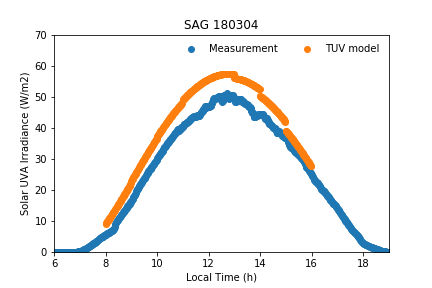 SAG 180304
Measurement
TUV model
Solar UVA Irradiance (W/m2)
70
60
50
40
30
20
10
0
6 8 10 12 14 16 18
Local Time (h)